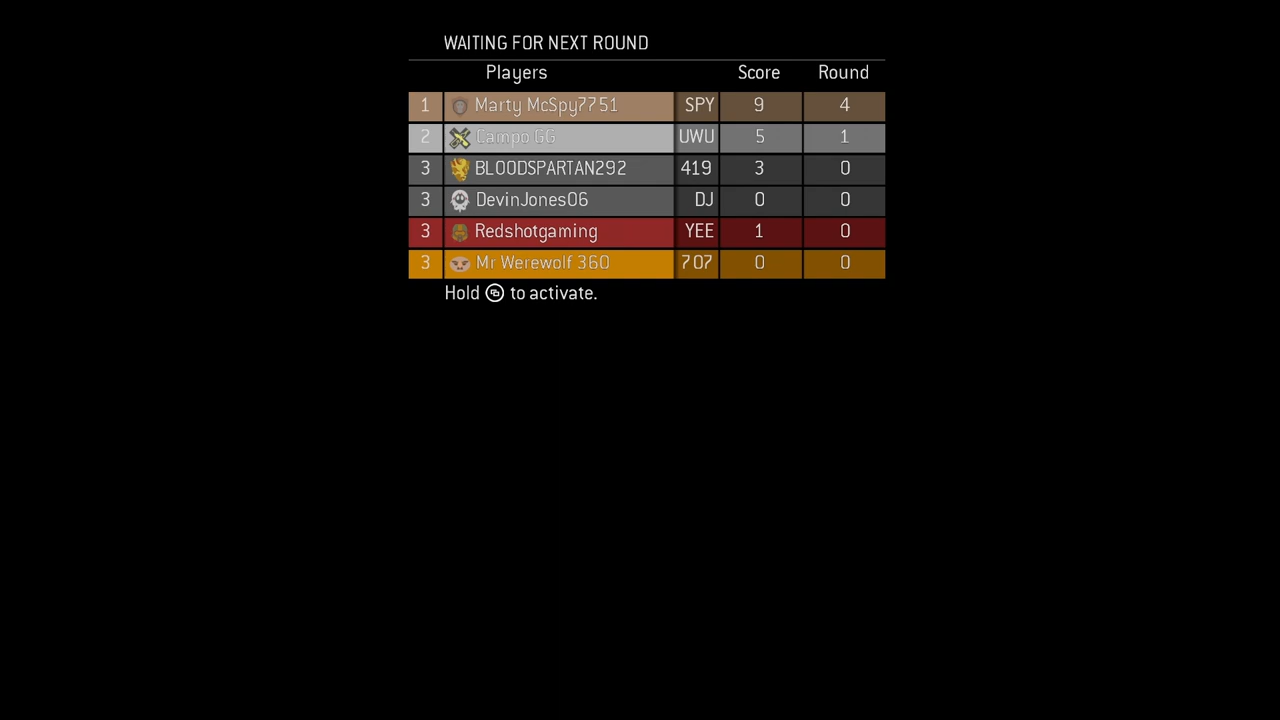 WAITING FOR NEXT ROUND
Players Score Round
1 Marty McSpy7751 SPY 9 4
2 Campo GG UWU 5 1
3 BLOODSPARTAN292 419 3 0
3 DevinJones06 DJ 0 0
3 Redshotgaming YEE 1 0
3 Mr Werewolf 360 707 0 0
Hold to activate.